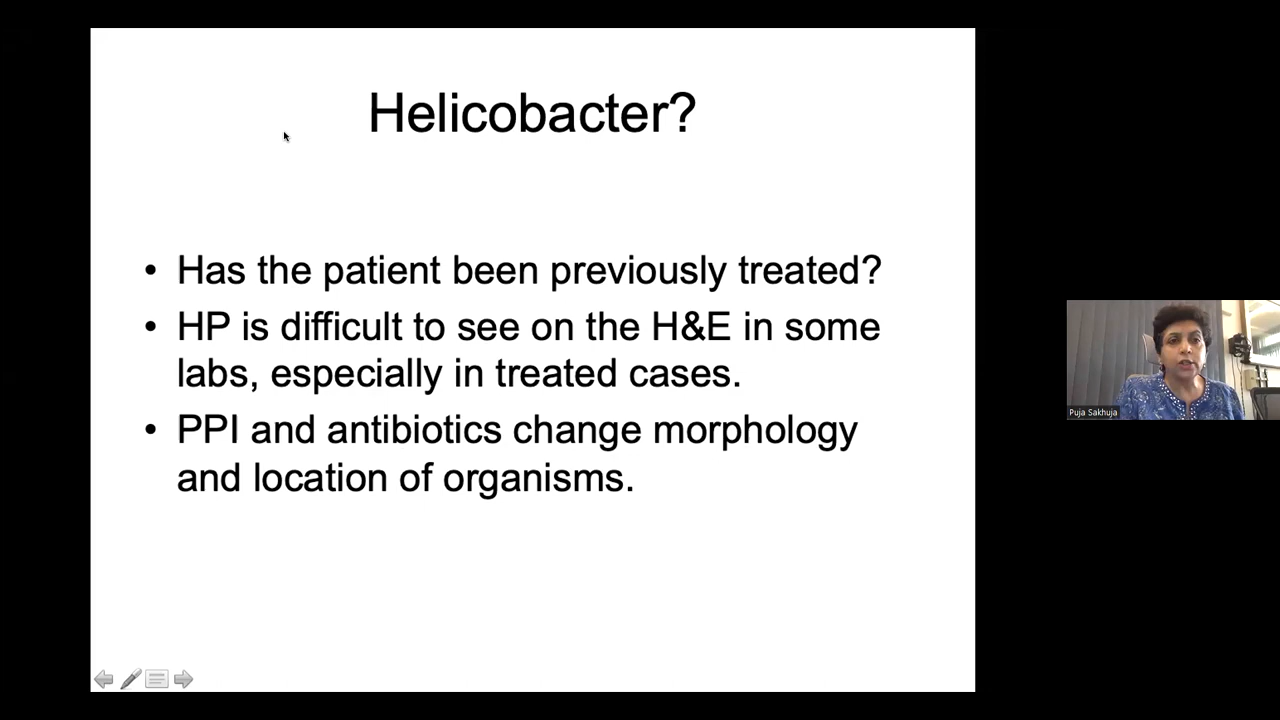 Helicobacter?
• Has the patient been previously treated?
• HP is difficult to see on the H&E in some
labs, especially in treated cases.
• PPI and antibiotics change morphology
and location of organisms.
Puja Sakhuja